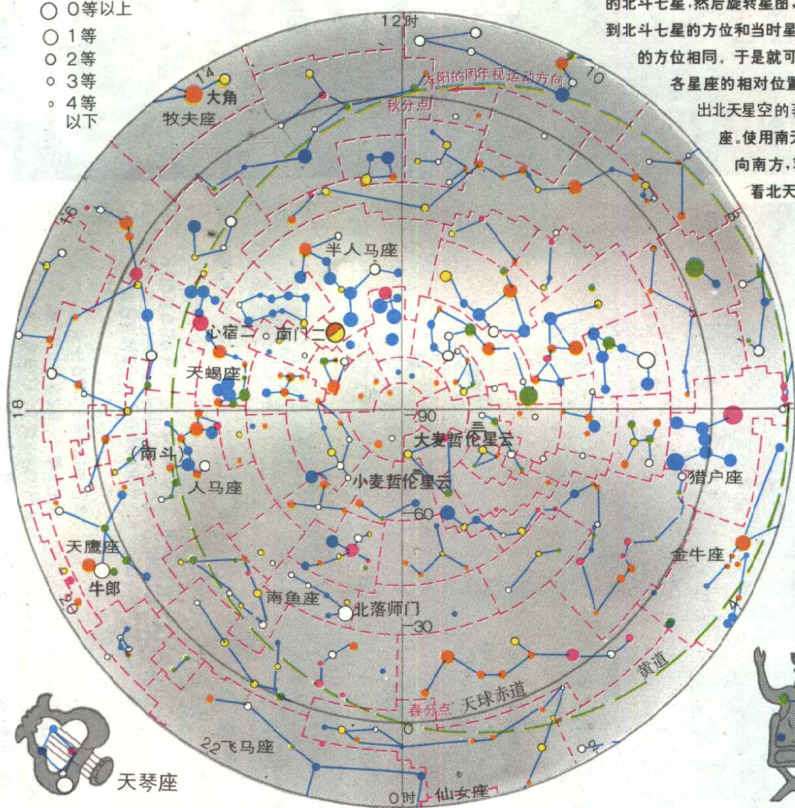 0等以上
1等
2等
3等
4等
以下
的北斗七星,然后旋转星图,
到北斗七星的方位和当时星
的方位相同,于是就可
各星座的相对位置
出北天星空的
座。使用南天
向南方,
看北天
12时
14
10
大角
牧夫座
太阳的周年视运动方向
秋分点
16
8
半人马座
心宿二
南门二
天蝎座
18
-90
大麦哲伦星云
(南斗)
小麦哲伦星云
人马座
猎户座
-60
天鹰座
金牛座
牛郎
20
南鱼座
北落师门
4
-30
黄道
天球赤道
春分点
0
22
飞马座
2
天琴座
0时
仙女座